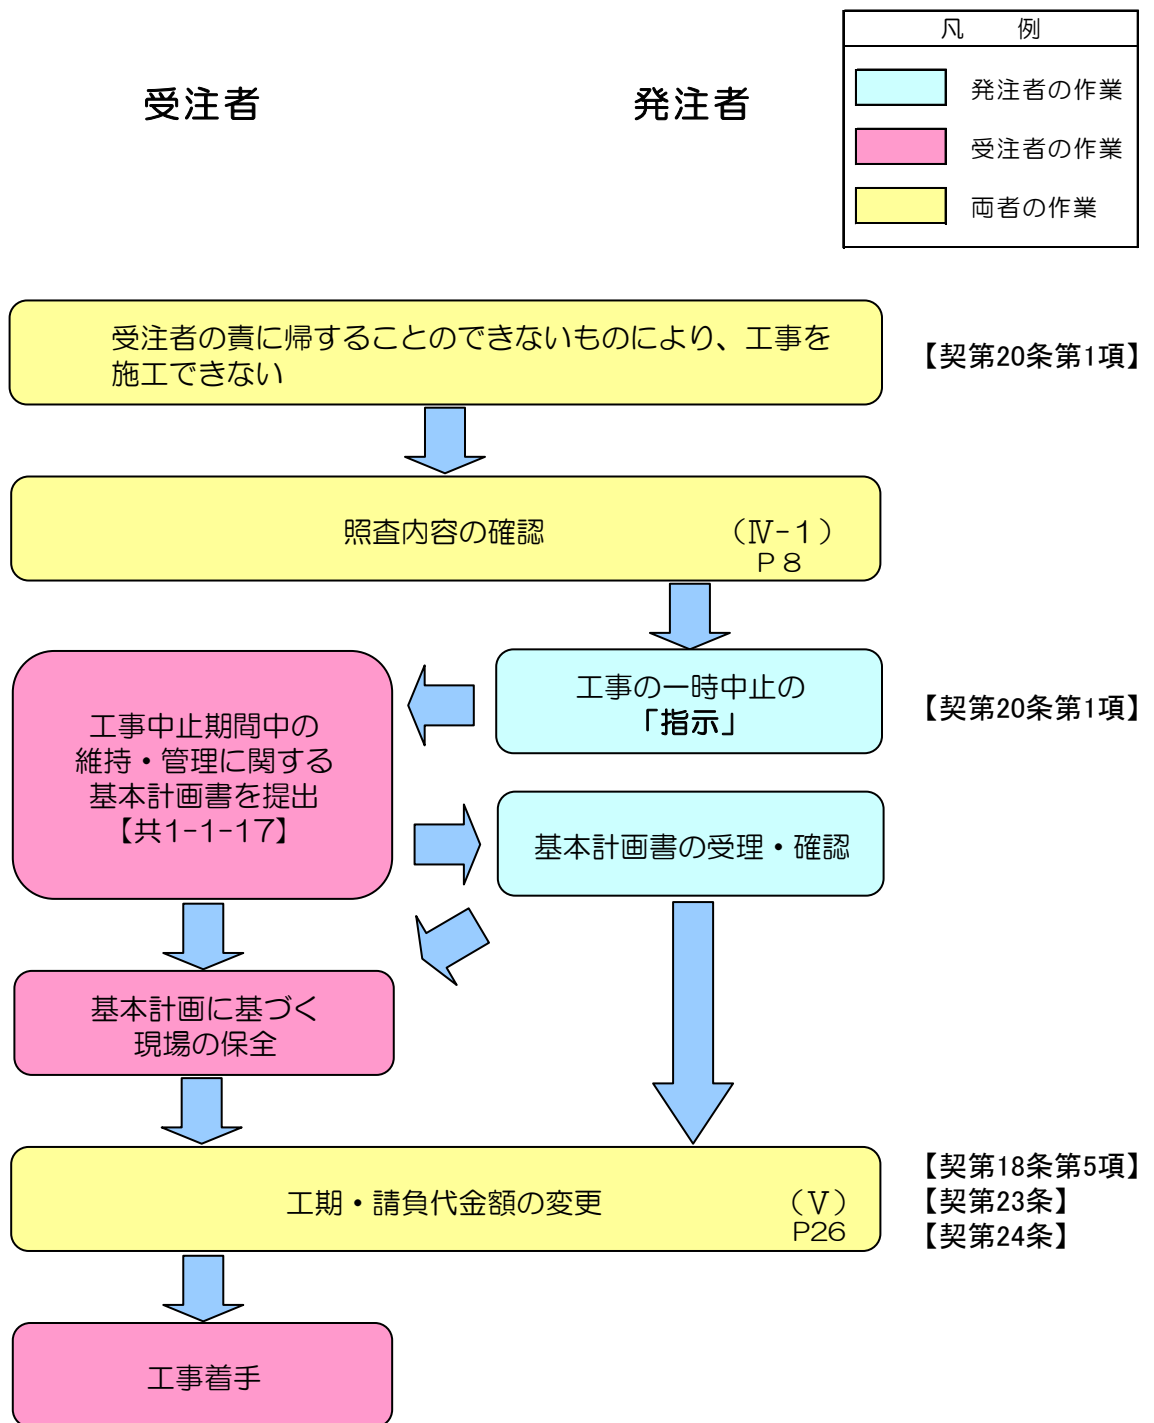 凡　例
発注者の作業
受注者の作業
両者の作業
受注者
発注者
受注者の責に帰することのできないものにより、工事を
施工できない
【契第20条第1項】
照査内容の確認
（Ⅳ-１）
Ｐ８
工事の一時中止の
「指示」
【契第20条第1項】
工事中止期間中の
維持・管理に関する
基本計画書を提出
【共1-1-17】
基本計画書の受理・確認
基本計画に基づく
現場の保全
工期・請負代金額の変更
（Ⅴ）
P26
【契第18条第5項】
【契第23条】
【契第24条】
工事着手